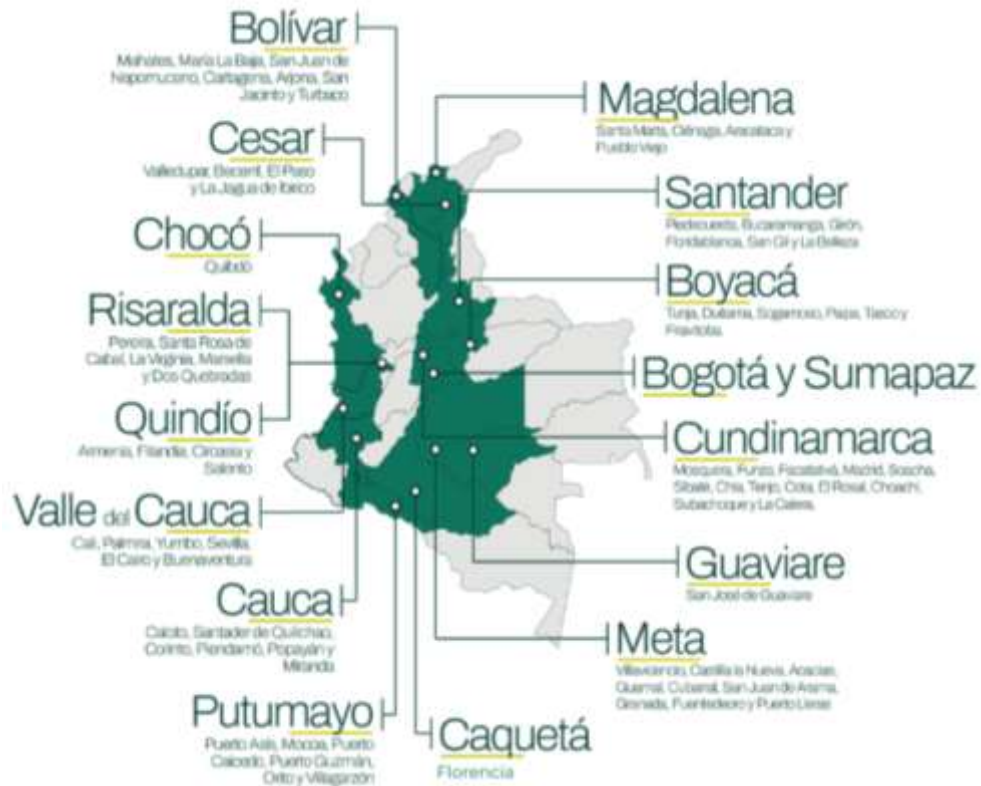 Bolívar
Mahates, María La Baja, San Juan de
Nepomuceno, Cartagena, Arjona, San
Jacinto y Turbaco
Magdalena
Santa Marta, Ciénaga, Aracataca y
Pueblo Viejo
Cesar
Valledupar, Becerril, El Paso
y La Jagua de Ibirico
Santander
Piedecuesta, Bucaramanga, Girón,
Floridablanca, San Gil y La Belleza
Chocó
Quibdó
Boyacá
Tunja, Duitama, Sogamoso, Paipa, Tasco y
Firavitoba
Risaralda
Pereira, Santa Rosa de
Cabal, La Virginia, Marsella
y Dos Quebradas
Bogotá y Sumapaz
Quindío
Armenia, Filandia, Circasia y
Salento
Cundinamarca
Mosquera, Funza, Facatativá, Madrid, Soacha,
Sibaté, Chía, Tenjo, Cota, El Rosal, Choachí,
Subachoque y La Calera.
Valle del Cauca
Cali, Palmira, Yumbo, Sevilla,
El Cairo y Buenaventura
Guaviare
San José de Guaviare
Cauca
Caloto, Santader de Quilichao,
Corinto, Piendamó, Popayán y
Miranda
Meta
Villavicencio, Castilla la Nueva, Acacías,
Guamal, Cubarral, San Juan de Arama,
Granada, Fuentedeoro y Puerto Lleras
Putumayo
Puerto Asís, Mocoa, Puerto
Caicedo, Puerto Guzmán,
Orito y Villagarzón
Caquetá
Florencia